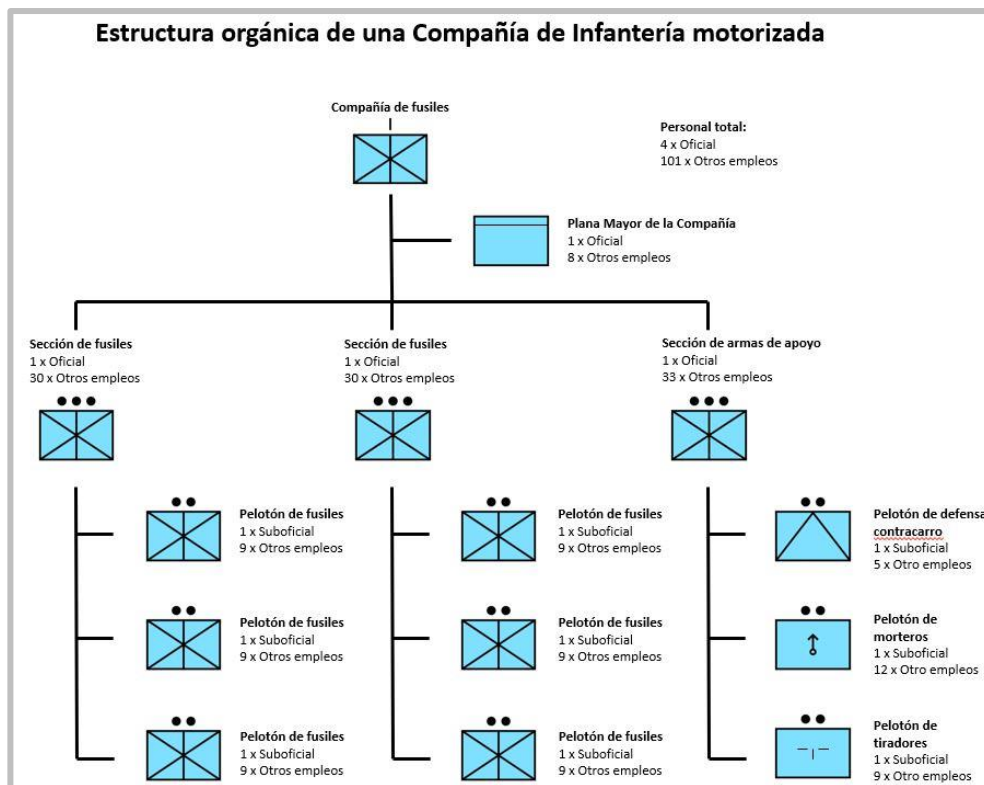 Estructura orgánica de una Compañía de Infantería motorizada
Compañía de fusiles
Personal total:
4 x Oficial
101 x Otros empleos
Plana Mayor de la Compañía
1 x Oficial
8 x Otros empleos
Sección de fusiles
1 x Oficial
30 x Otros empleos
Sección de fusiles
1 x Oficial
30 x Otros empleos
Sección de armas de apoyo
1 x Oficial
33 x Otros empleos
Pelotón de fusiles
1 x Suboficial
9 x Otros empleos
Pelotón de fusiles
1 x Suboficial
9 x Otros empleos
Pelotón de defensa
contracarro
1 x Suboficial
5 x Otro empleos
Pelotón de fusiles
1 x Suboficial
9 x Otros empleos
Pelotón de fusiles
1 x Suboficial
9 x Otros empleos
Pelotón de
morteros
1 x Suboficial
12 x Otro empleos
Pelotón de fusiles
1 x Suboficial
9 x Otros empleos
Pelotón de fusiles
1 x Suboficial
9 x Otros empleos
Pelotón de
tiradores
1 x Suboficial
9 x Otro empleos